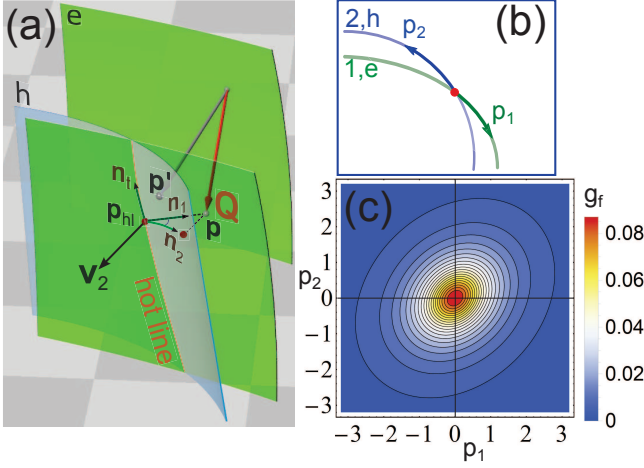 (a)
e
h
n_t
p'
n_1
Q
p_hl
p
n_2
v_2
hot line
(b)
2,h
p_2
1,e
p_1
(c)
g_f
3
2
p_2
1
0
-1
-2
-3
-3 -2 -1 0 1 2 3
p_1
0.08
0.06
0.04
0.02
0